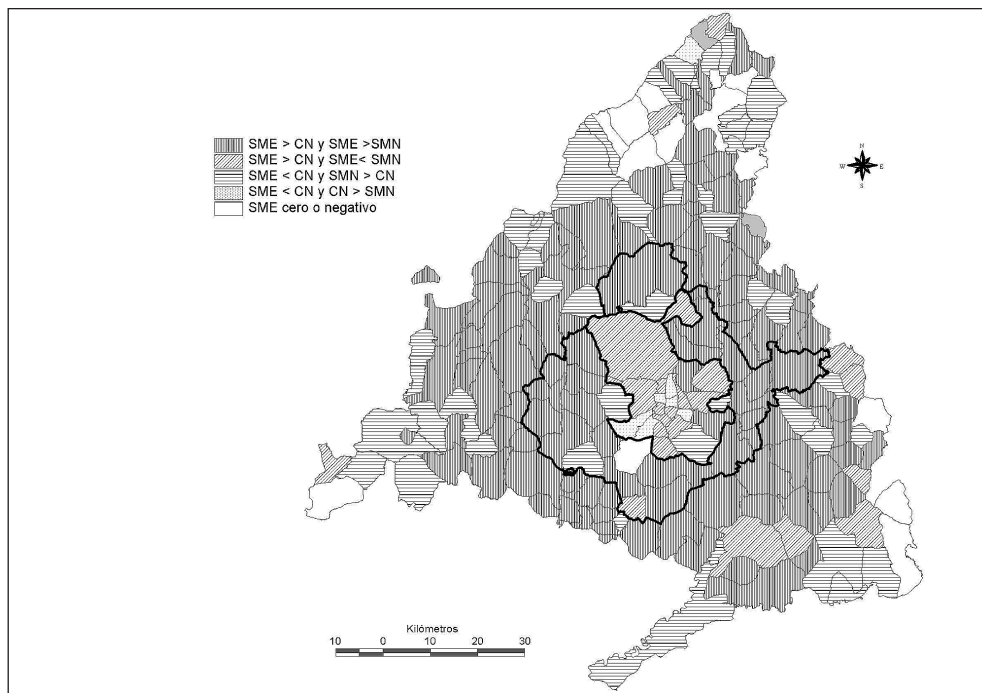 SME > CN y SME >SMN
SME > CN y SME< SMN
SME < CN y SMN > CN
SME < CN y CN > SMN
SME cero o negativo
N
W E
S
Kilómetros
10 0 10 20 30